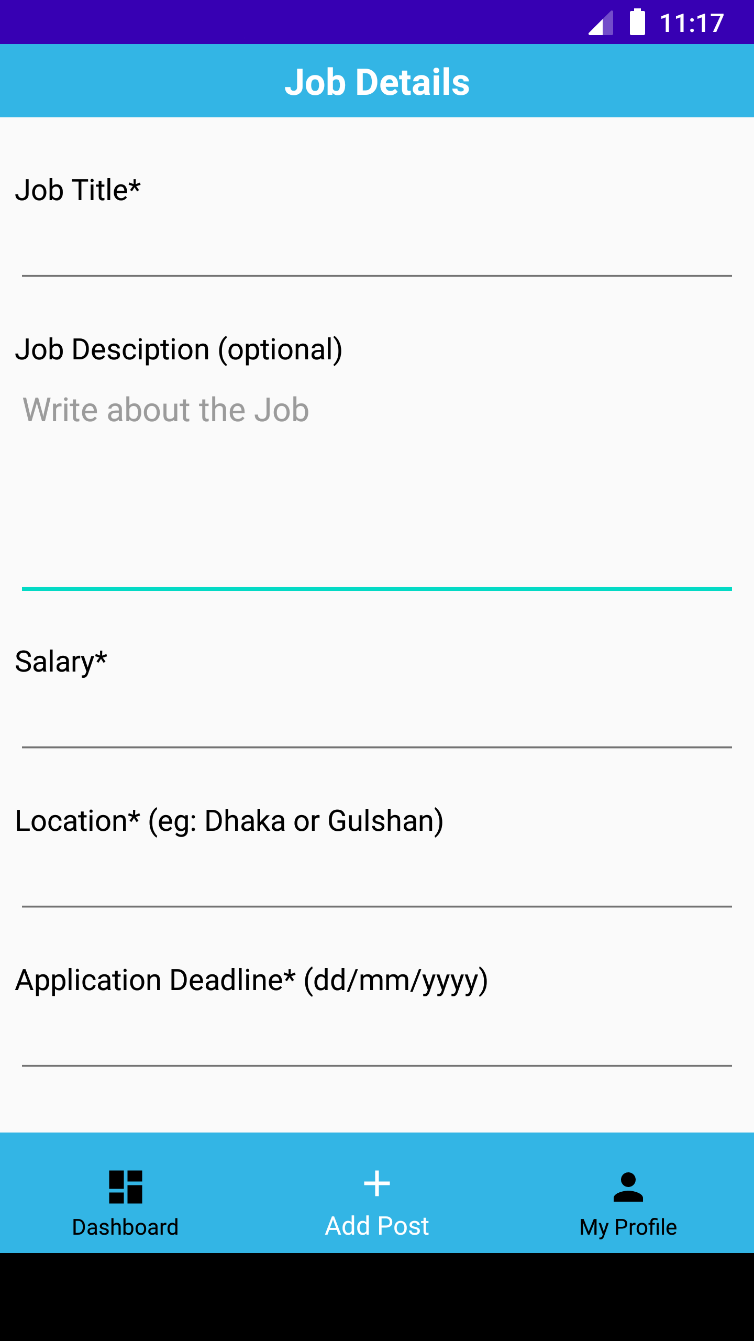 11:17
Job Details
Job Title*
Job Desciption (optional)
Write about the Job
Salary*
Location* (eg: Dhaka or Gulshan)
Application Deadline* (dd/mm/yyyy)
Dashboard
Add Post
My Profile